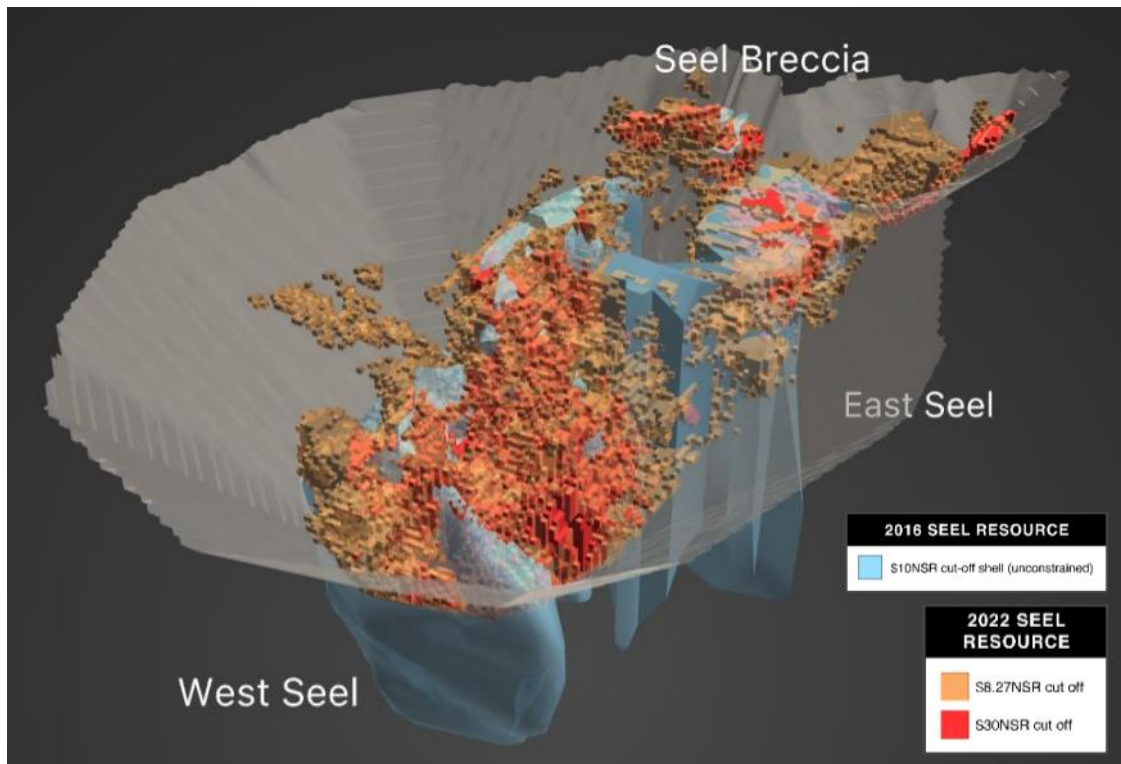 Seel Breccia
East Seel
West Seel
2016 SEEL RESOURCE
$10NSR cut-off shell (unconstrained)
2022 SEEL
RESOURCE
$8.27NSR cut off
$30NSR cut off